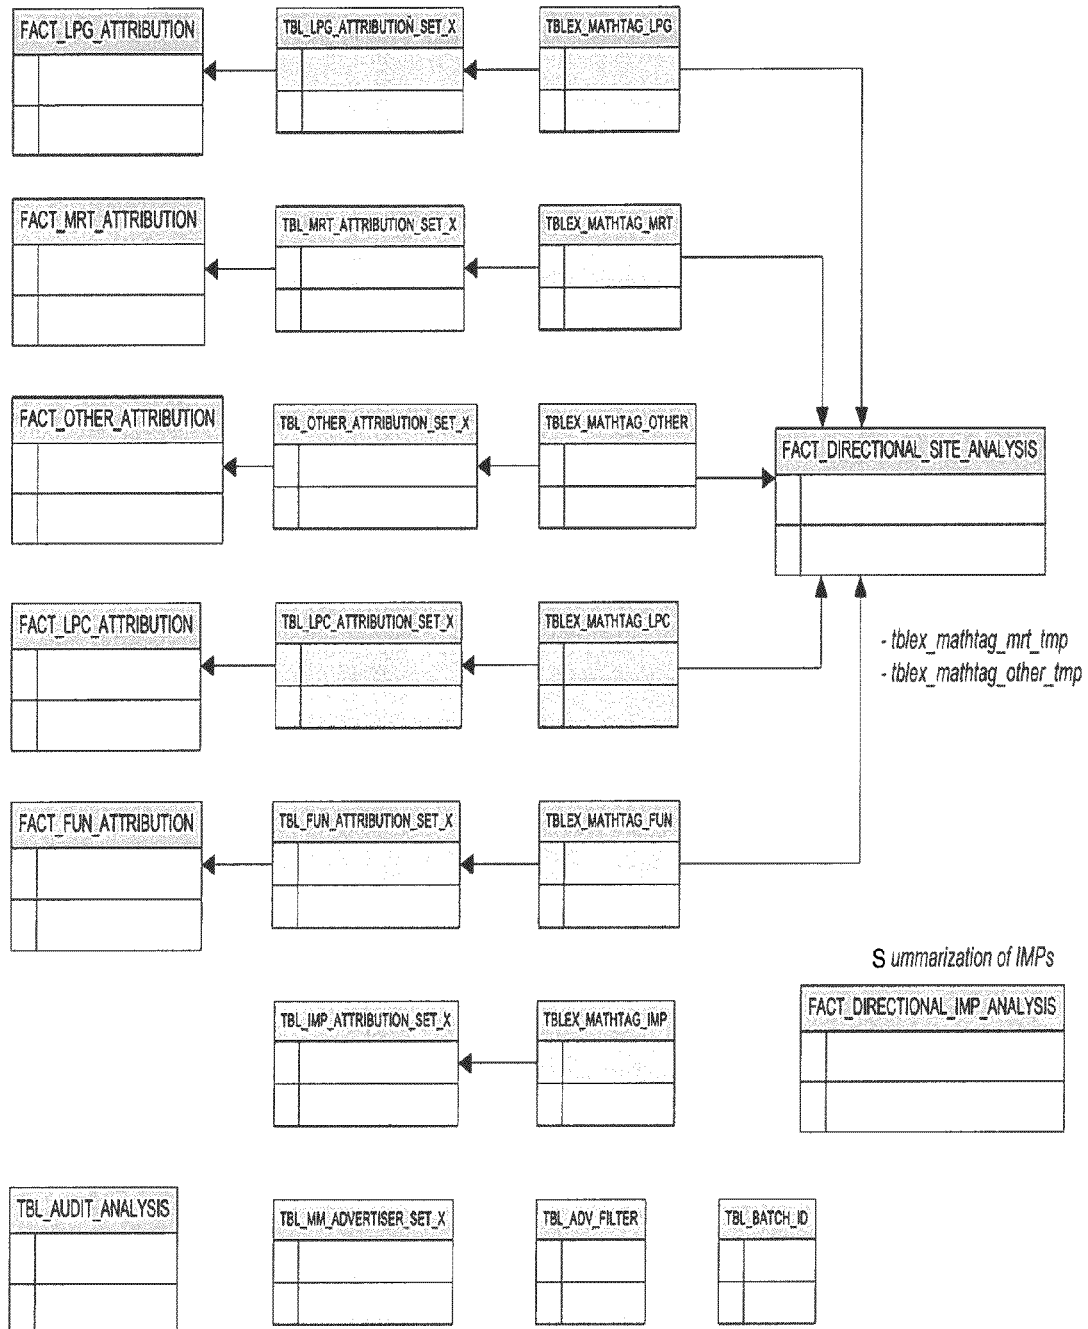 FACT_LPG_ATTRIBUTION
TBL_LPG_ATTRIBUTION_SET_X
TBLEX_MATHTAG_LPG
FACT_MRT_ATTRIBUTION
TBL_MRT_ATTRIBUTION_SET_X
TBLEX_MATHTAG_MRT
FACT_OTHER_ATTRIBUTION
TBL_OTHER_ATTRIBUTION_SET_X
TBLEX_MATHTAG_OTHER
FACT_DIRECTIONAL_SITE_ANALYSIS
FACT_LPC_ATTRIBUTION
TBL_LPC_ATTRIBUTION_SET_X
TBLEX_MATHTAG_LPC
- tblex_mathtag_mrt_tmp
- tblex_mathtag_other_tmp
FACT_FUN_ATTRIBUTION
TBL_FUN_ATTRIBUTION_SET_X
TBLEX_MATHTAG_FUN
S ummarization of IMPs
TBL_IMP_ATTRIBUTION_SET_X
TBLEX_MATHTAG_IMP
FACT_DIRECTIONAL_IMP_ANALYSIS
TBL_AUDIT_ANALYSIS
TBL_MM_ADVERTISER_SET_X
TBL_ADV_FILTER
TBL_BATCH_ID